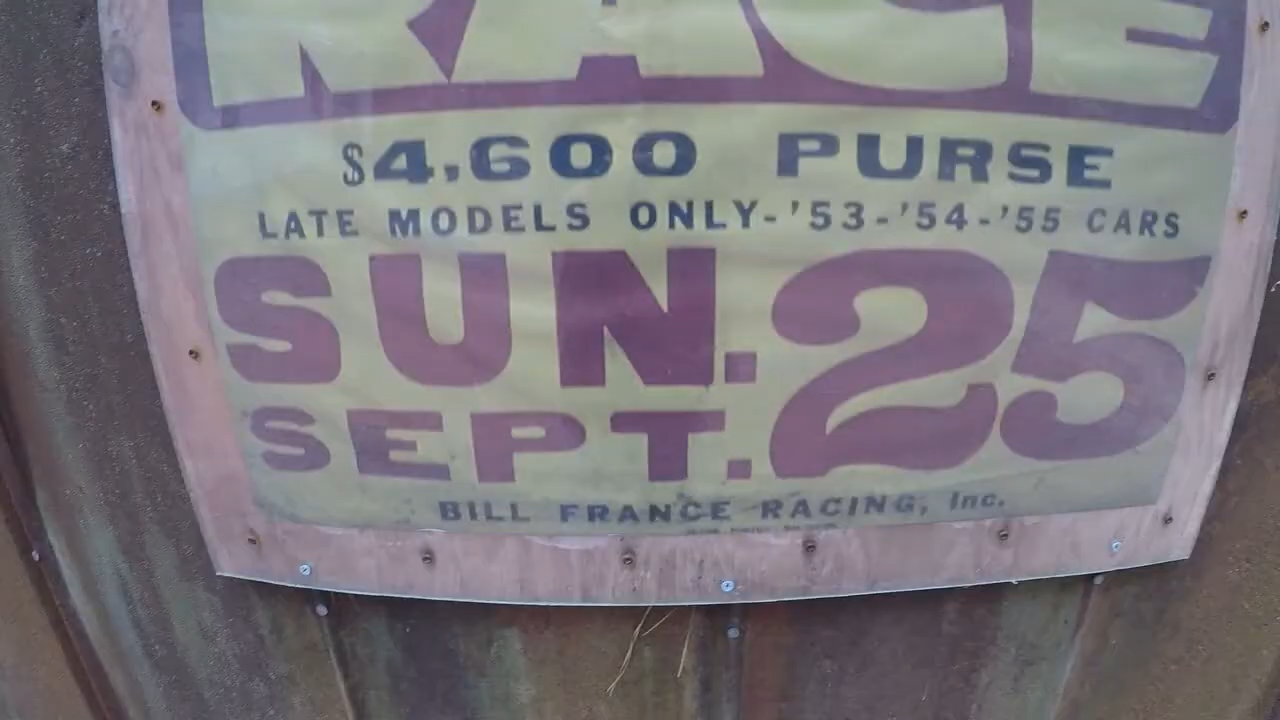 RACE
$4,600 PURSE
LATE MODELS ONLY-'53-'54-'55 CARS
SUN. 25
SEPT.
BILL FRANCE RACING, Inc.